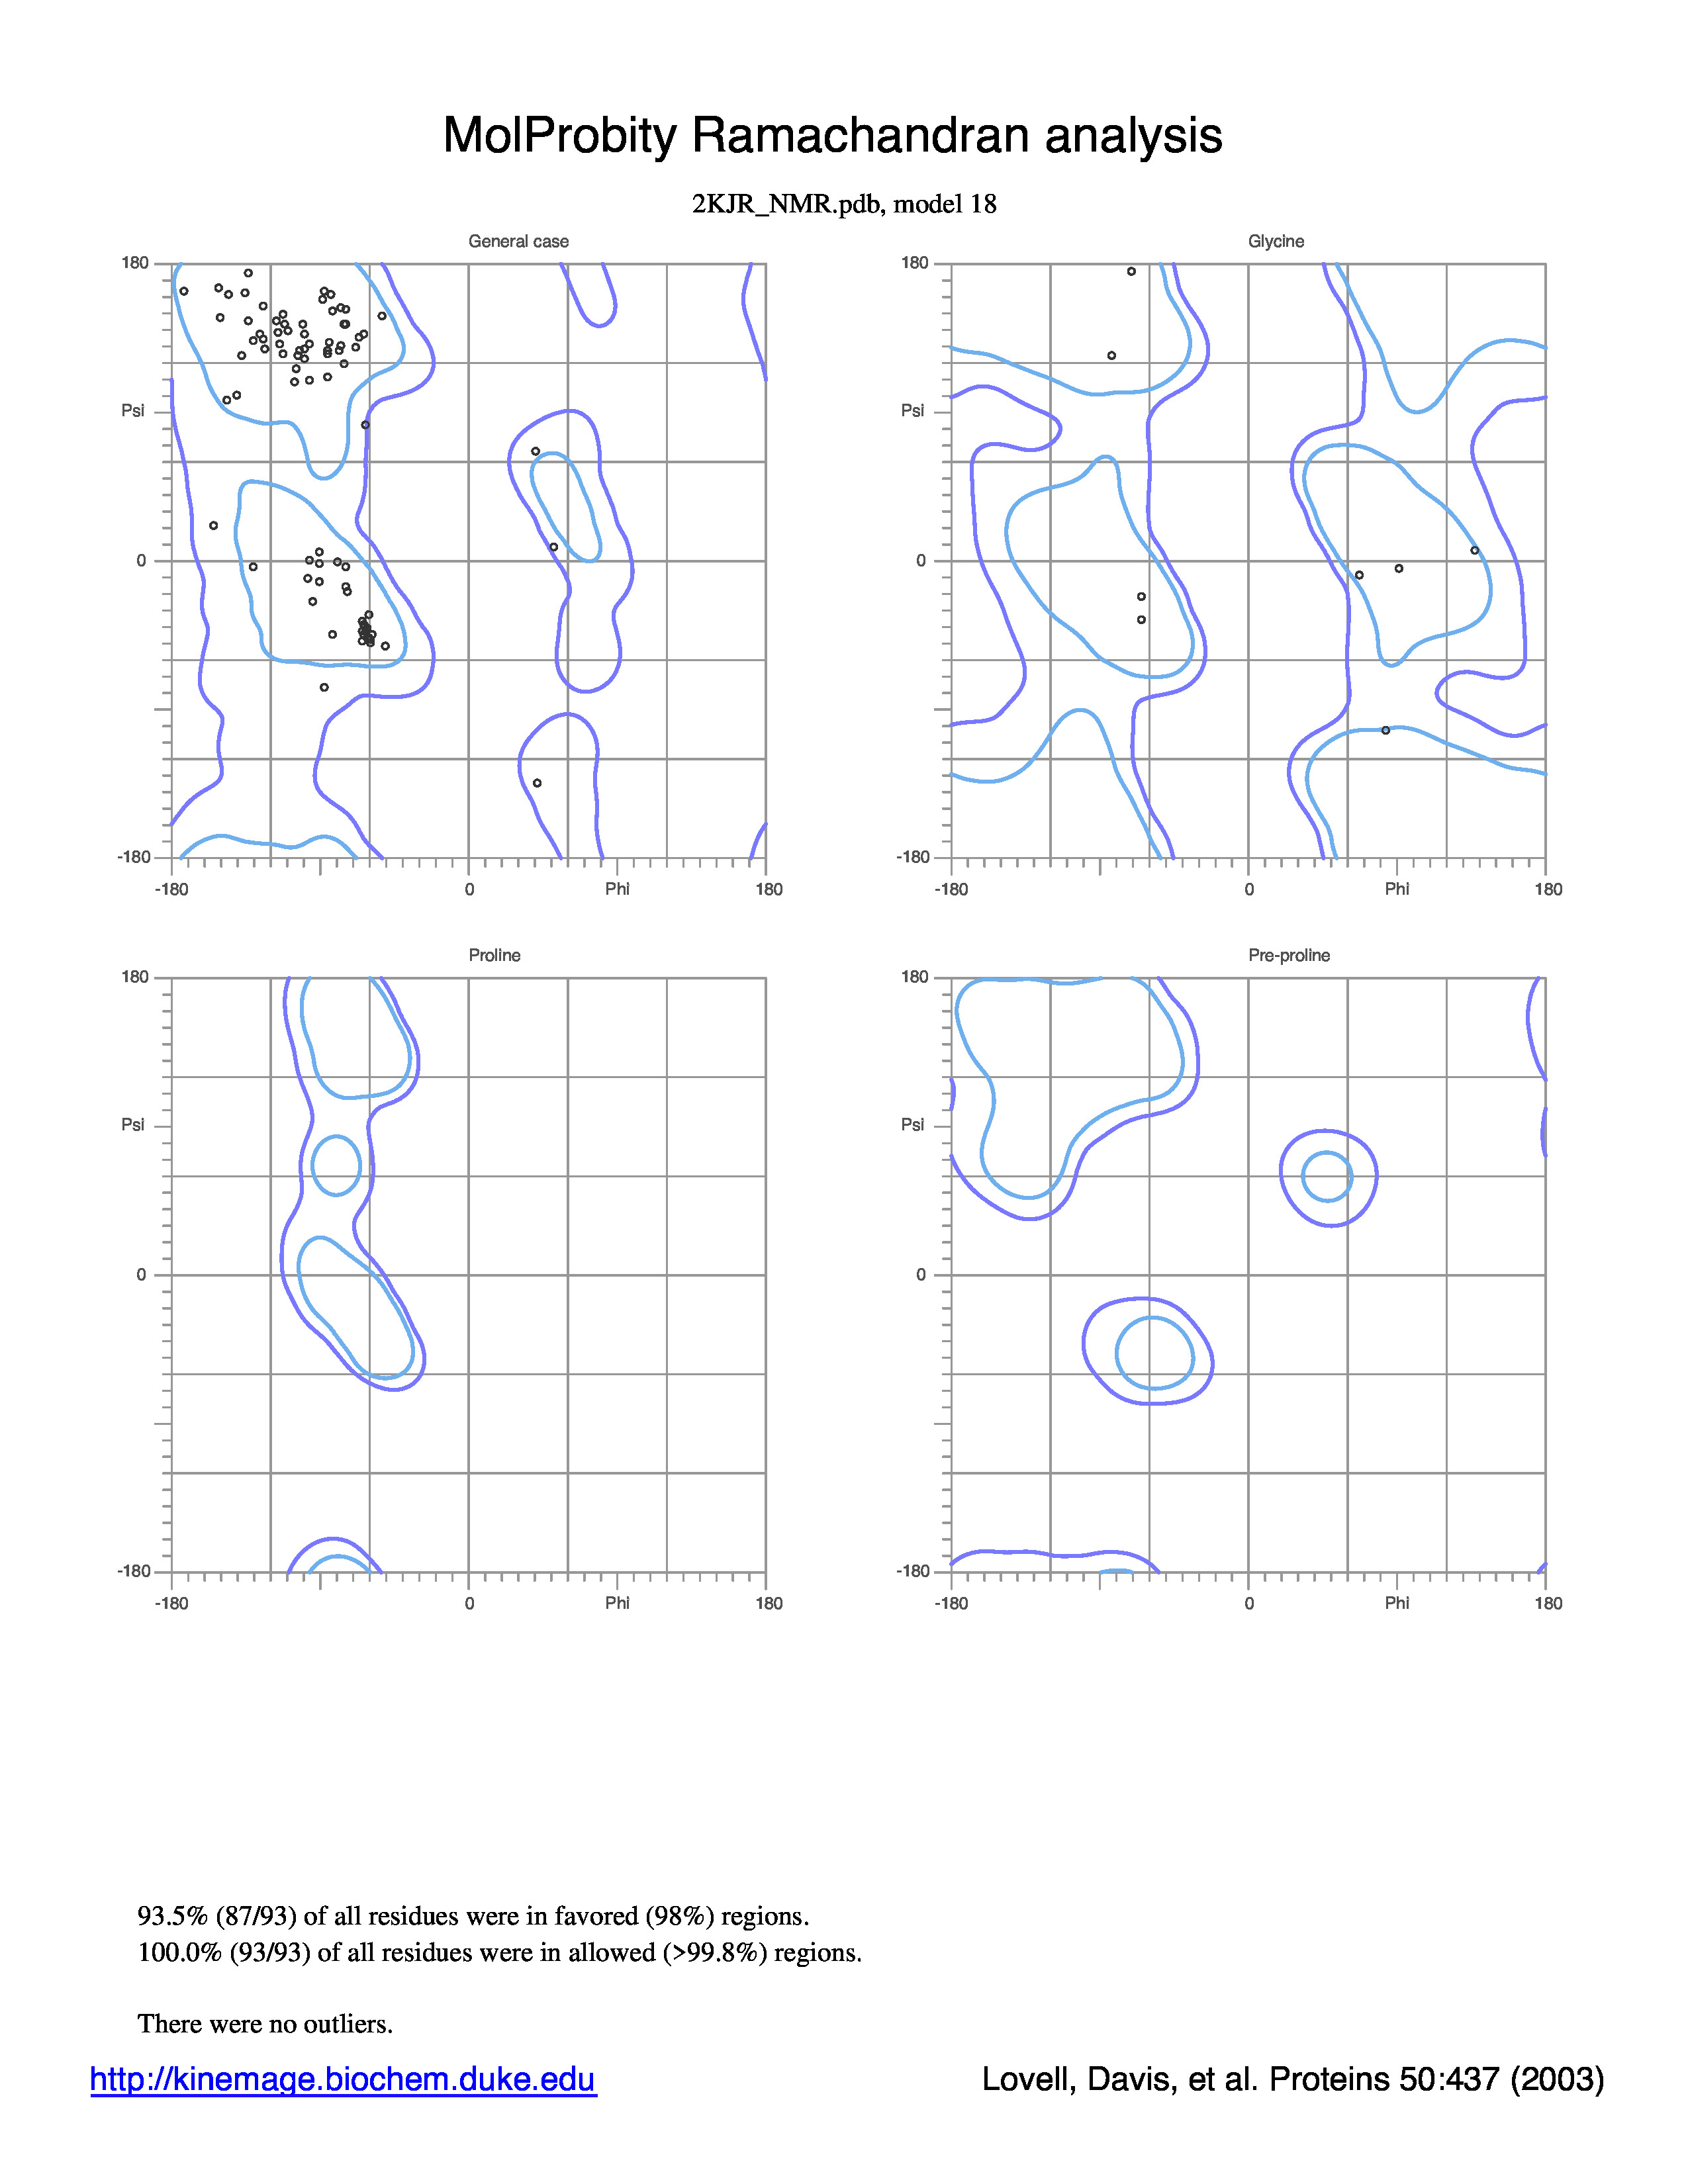 MolProbity Ramachandran analysis
2KJR_NMR.pdb, model 18
General case
180
Psi
0
-180
-180
0
Phi
180
Glycine
180
Psi
0
-180
-180
0
Phi
180
Proline
180
Psi
0
-180
-180
0
Phi
180
Pre-proline
180
Psi
0
-180
-180
0
Phi
180
93.5% (87/93) of all residues were in favored (98%) regions.
100.0% (93/93) of all residues were in allowed (>99.8%) regions.
There were no outliers.
http://kinemage.biochem.duke.edu
Lovell, Davis, et al. Proteins 50:437 (2003)